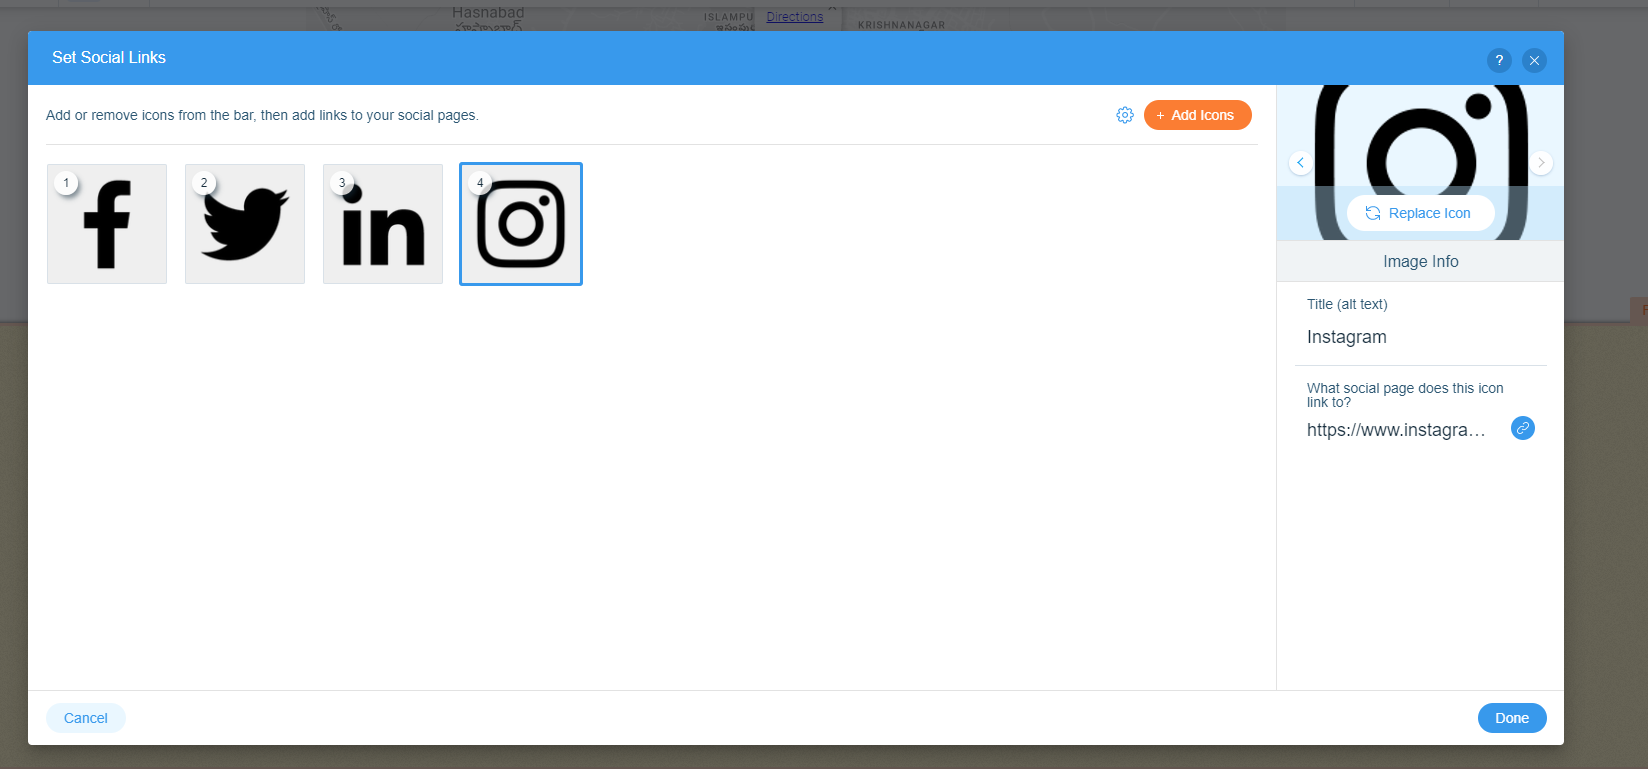 Hasnabad
ISLAMPU
Directions
KRISHNANAGAR
Set Social Links
?
Add or remove icons from the bar, then add links to your social pages.
+ Add Icons
1
2
3
4
in
Replace Icon
Image Info
Title (alt text)
Instagram
What social page does this icon
link to?
https://www.instagra...
Cancel
Done